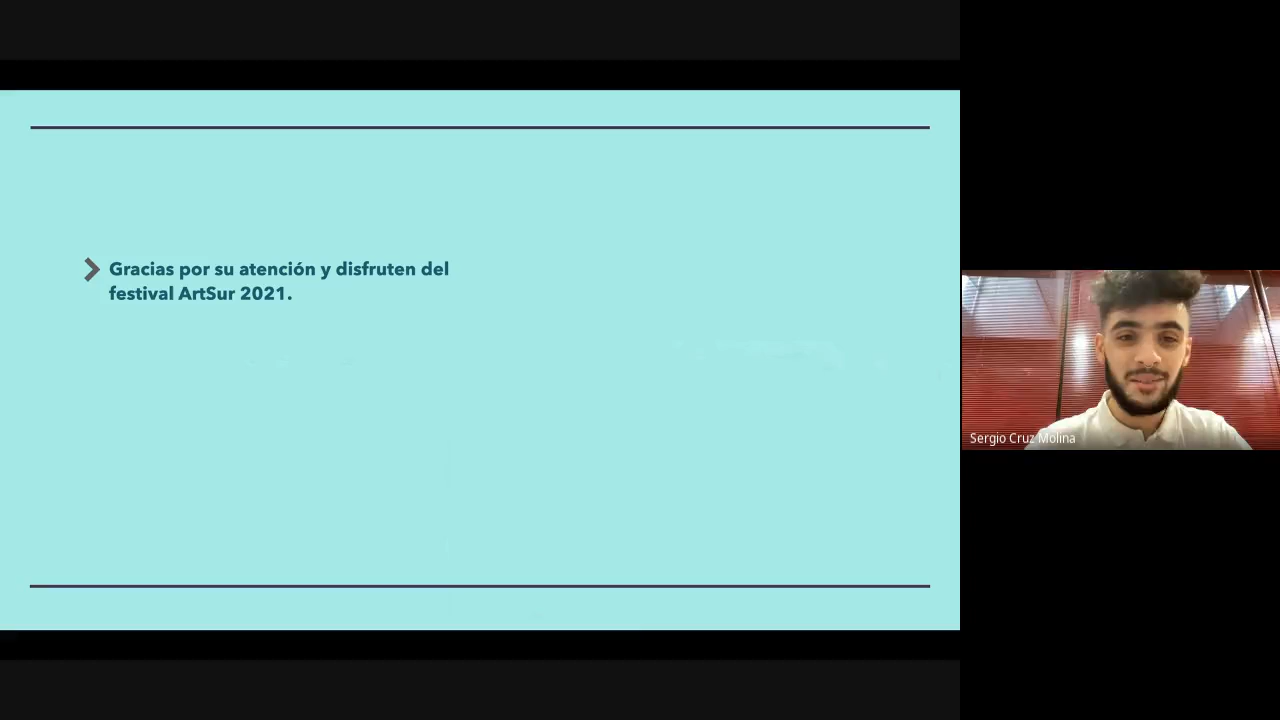 Gracias por su atención y disfruten del
festival ArtSur 2021.
Sergio Cruz Molina